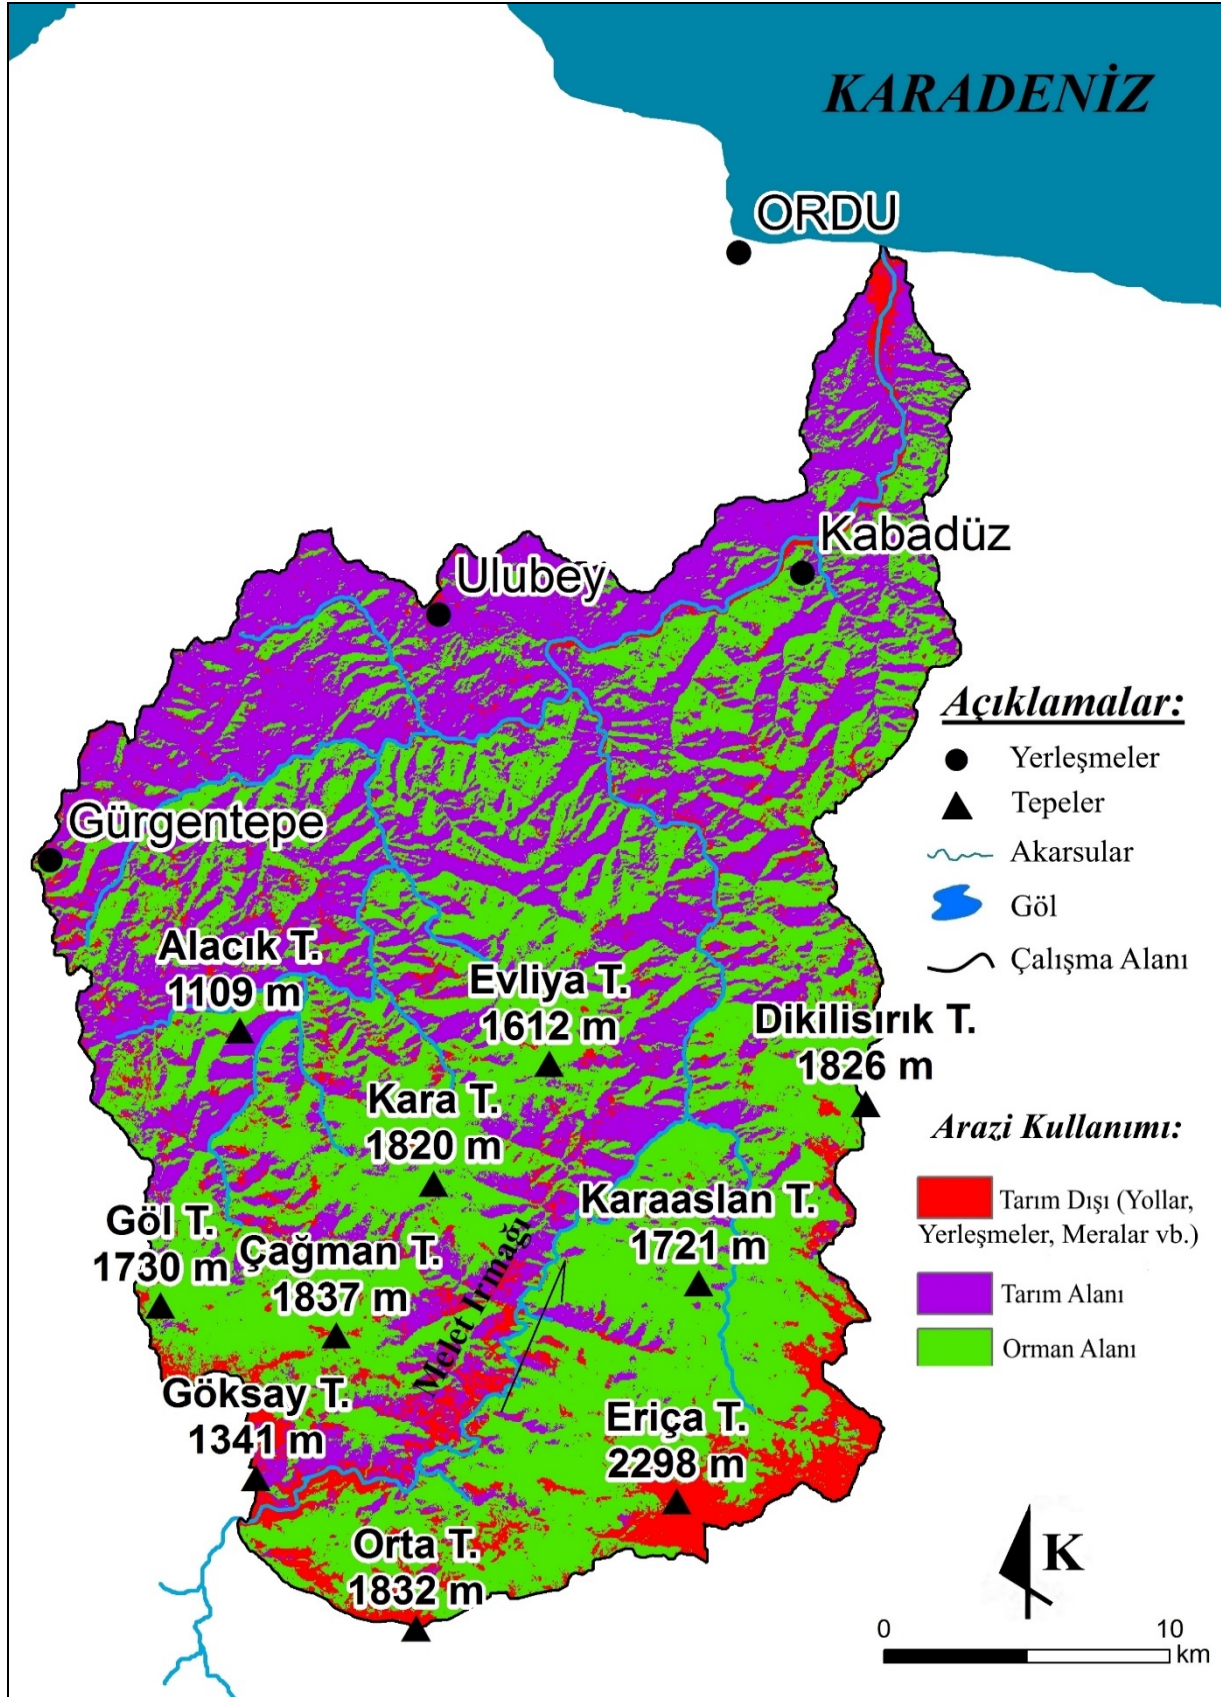 KARADENİZ
ORDU
Kabadüz
Ulubey
Gürgentepe
Açıklamalar:
Yerleşmeler
Tepeler
Akarsular
Göl
Çalışma Alanı
Alacık T.
1109 m
Evliya T.
1612 m
Dikilisırık T.
1826 m
Kara T.
1820 m
Arazi Kullanımı:
Tarım Dışı (Yollar,
Yerleşmeler, Meralar vb.)
Tarım Alanı
Orman Alanı
Karaaslan T.
1721 m
Göl T.
1730 m
Çağman T.
1837 m
Melet Irmağı
Göksay T.
1341 m
Eriça T.
2298 m
Orta T.
1832 m
K
0 10
km